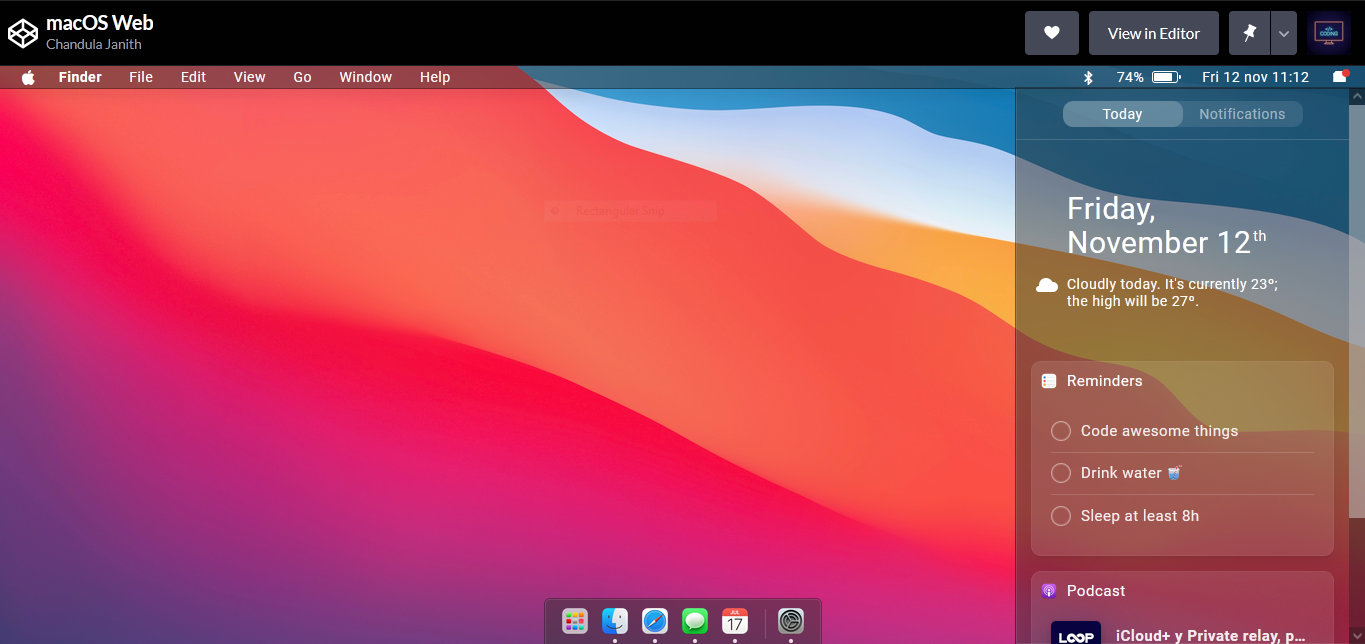 macOS Web
Chandula Janith
View in Editor
CODING
Finder File Edit View Go Window Help
74% Fri 12 nov 11:12
Today Notifications
Rectangular Snip
Friday,
November 12th
Cloudly today. It's currently 23º;
the high will be 27º.
Reminders
Code awesome things
Drink water 🥤
Sleep at least 8h
Podcast
LOOP
iCloud+ y Private relay, p...
JUL
17